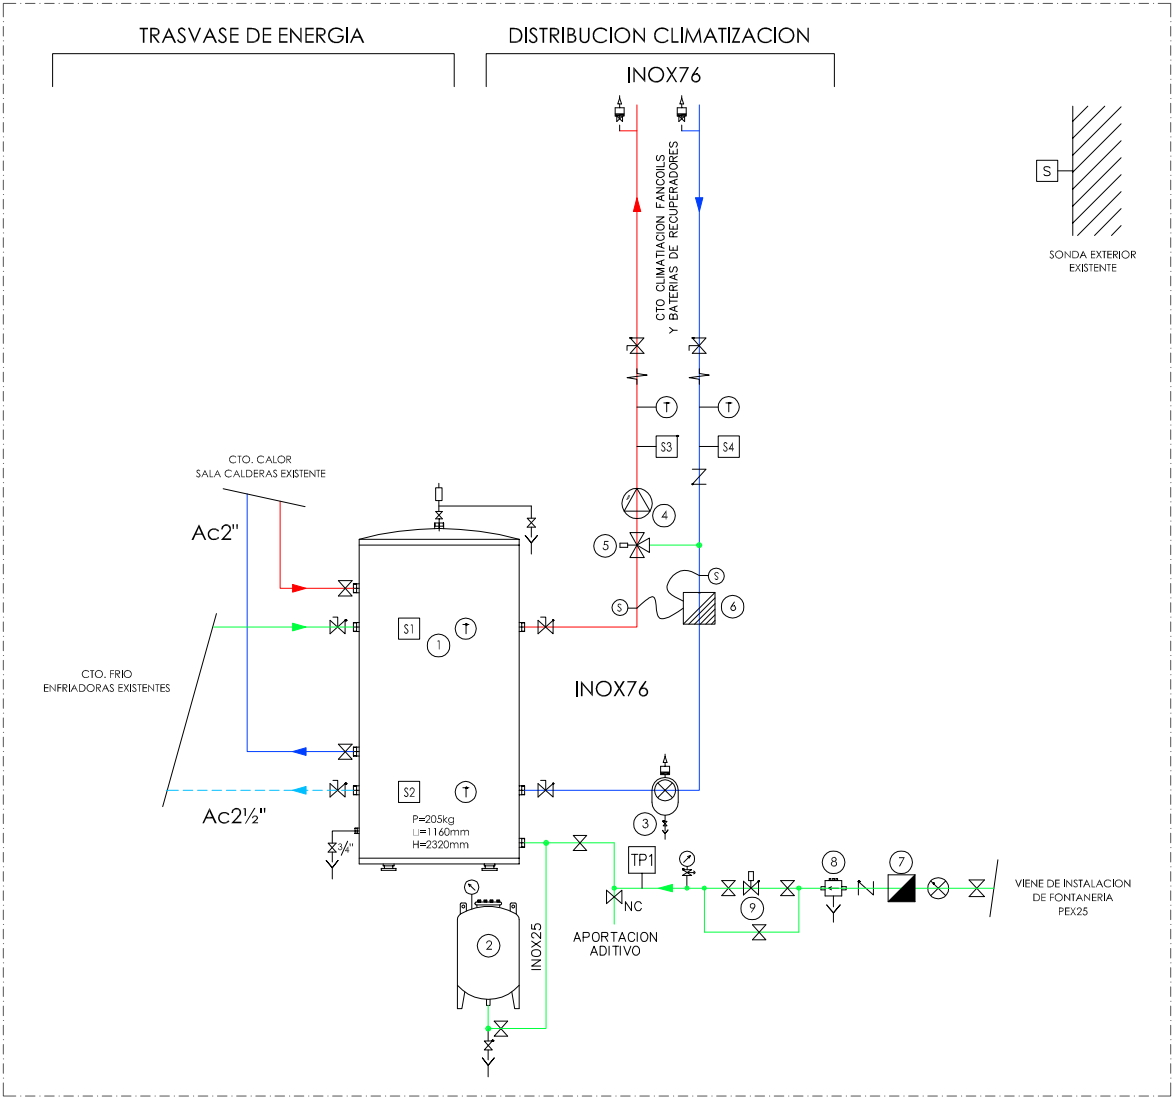 TRASVASE DE ENERGIA
DISTRIBUCION CLIMATIZACION
INOX76
CTO CLIMATIACION FANCOILS
Y BATERIAS DE RECUPERADORES
S
SONDA EXTERIOR
EXISTENTE
T
T
S3
S4
CTO. CALOR
SALA CALDERAS EXISTENTE
Ac2"
4
5
S
S
6
S1
T
1
CTO. FRIO
ENFRIADORAS EXISTENTES
INOX76
Ac2½"
S2
T
P=205kg
□=1160mm
H=2320mm
3/4"
3
TP1
8
7
9
NC
APORTACION
ADITIVO
VIENE DE INSTALACION
DE FONTANERIA
PEX25
2
INOX25